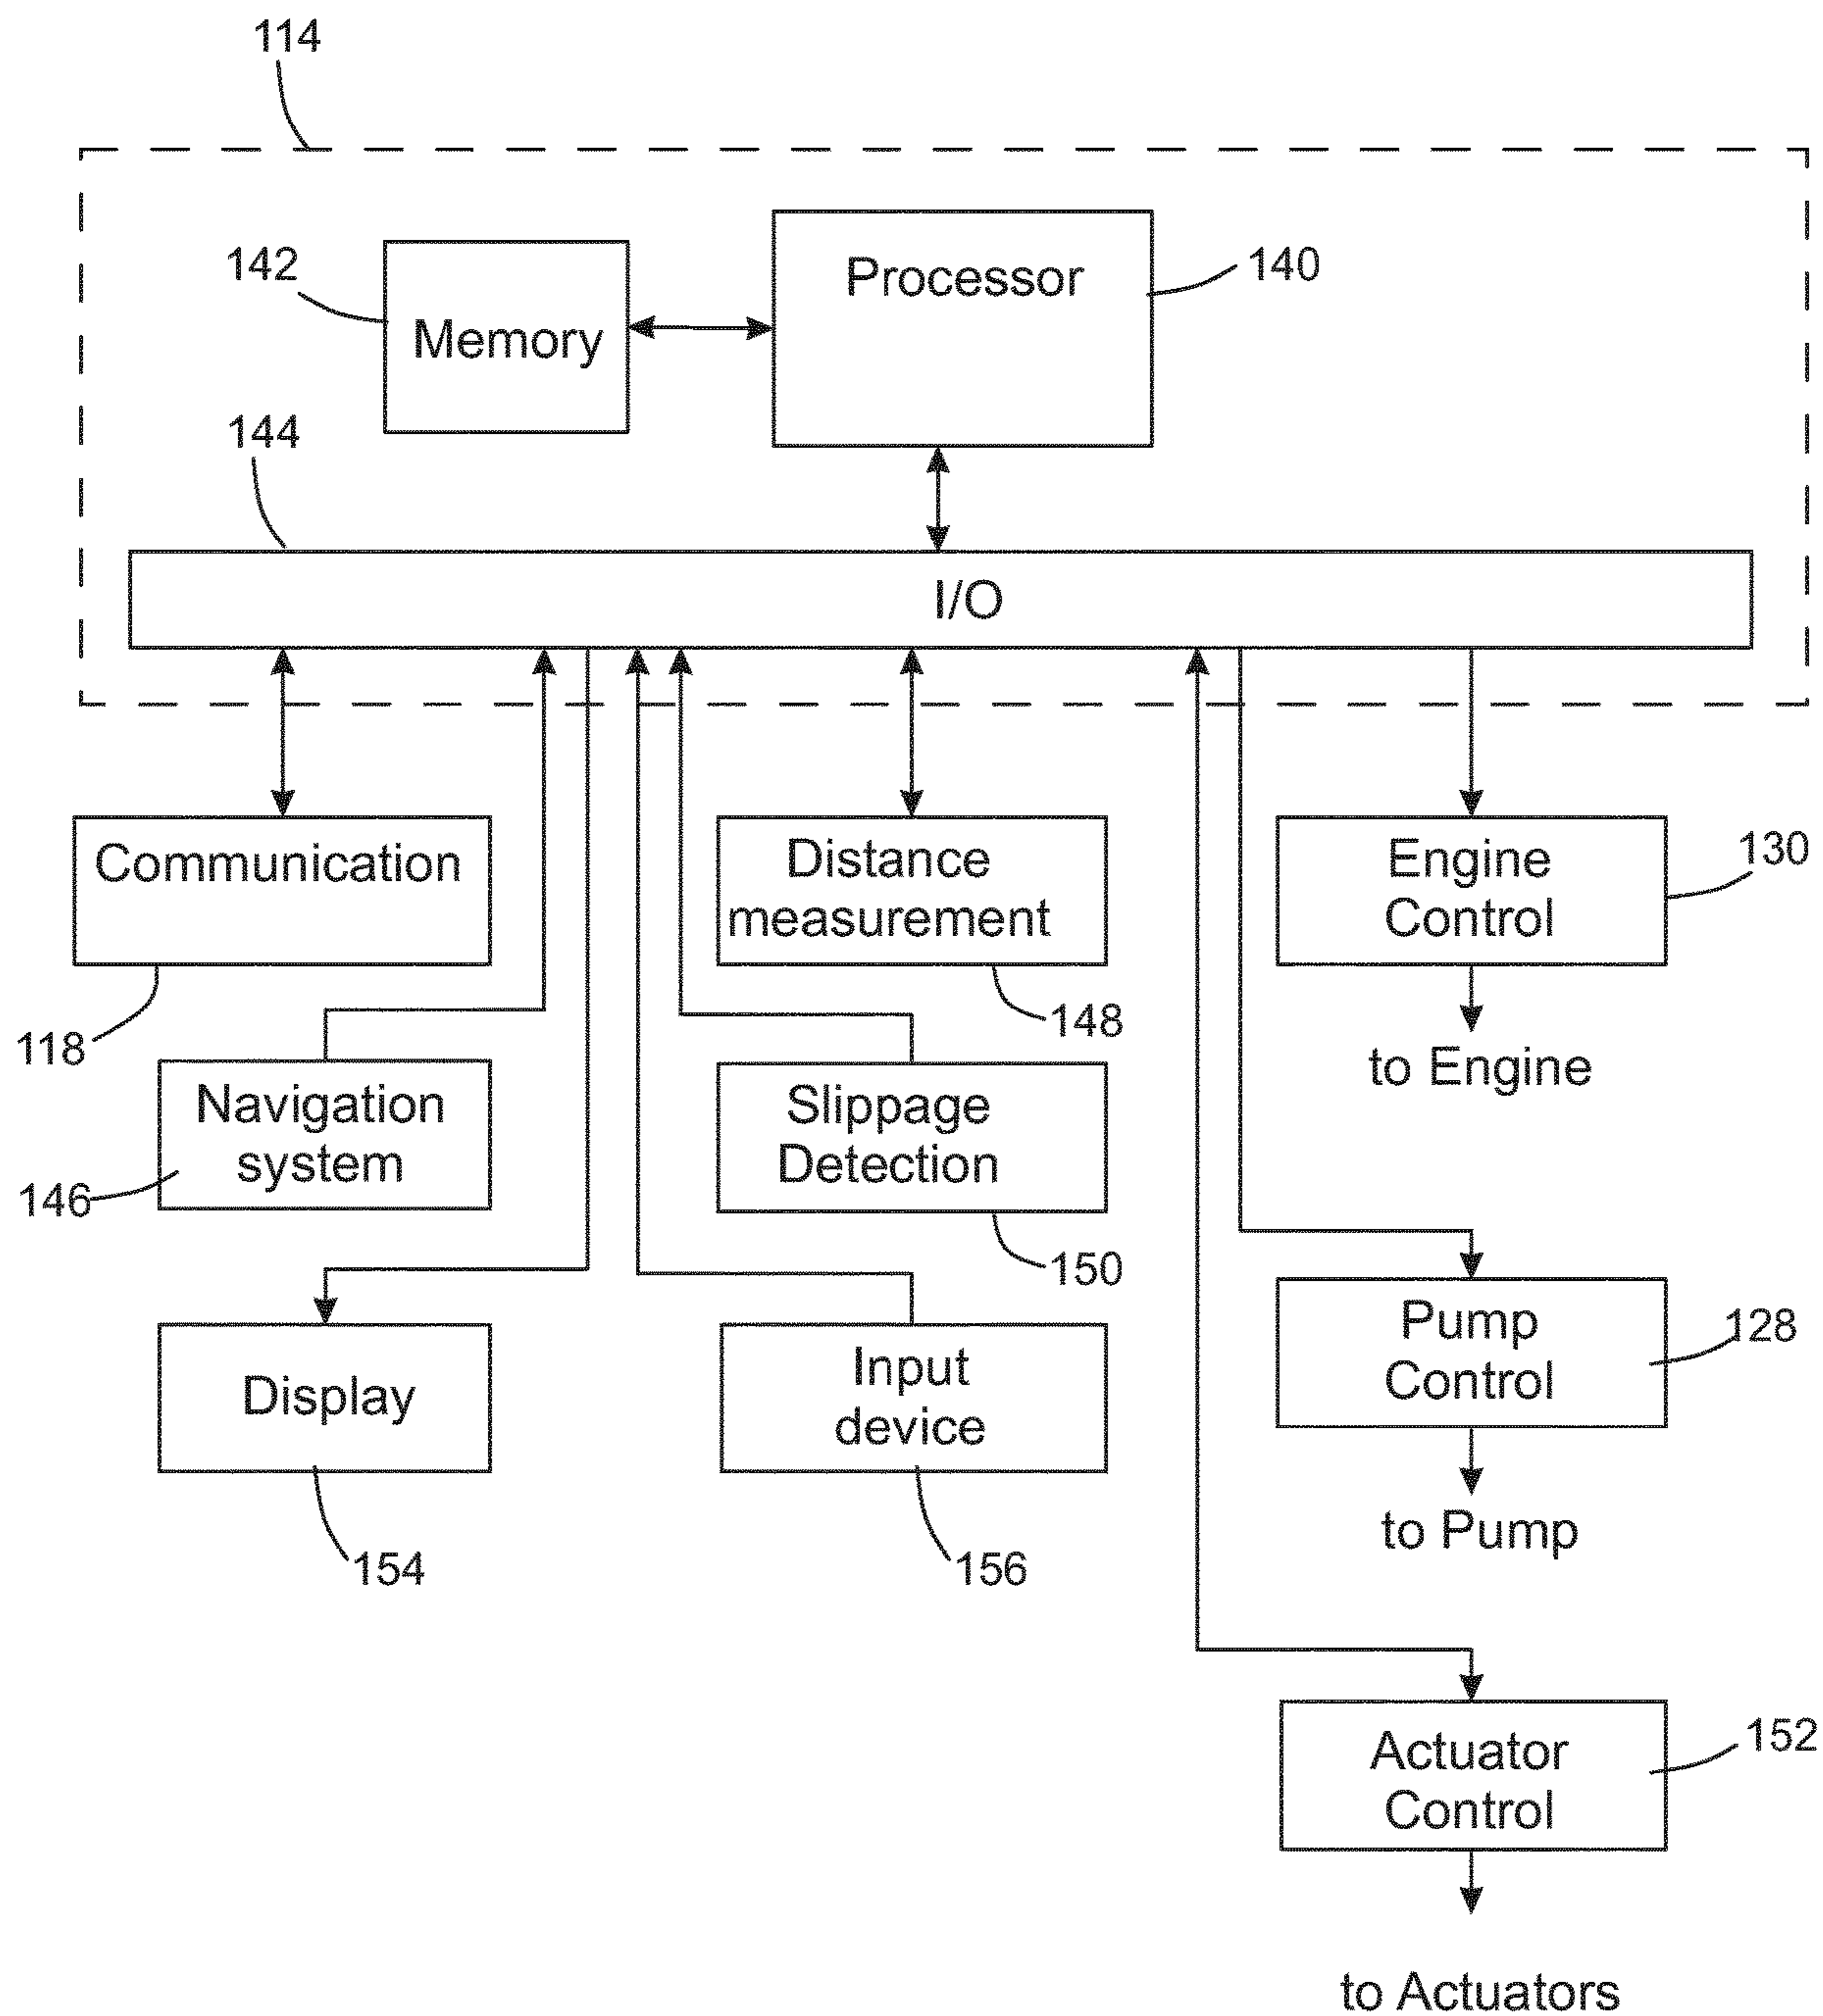 114
142
Memory
Processor
140
144
I/O
Communication
118
Distance
measurement
148
Engine
Control
130
to Engine
Navigation
system
146
Slippage
Detection
150
Display
154
Input
device
156
Pump
Control
128
to Pump
Actuator
Control
152
to Actuators